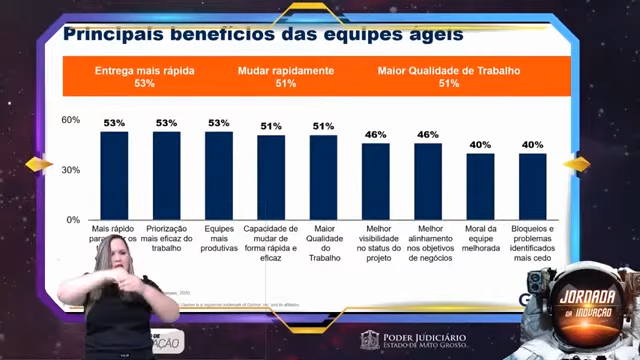 Principais benefícios das equipes ágeis
Entrega mais rápida
53%
Mudar rapidamente
51%
Maior Qualidade de Trabalho
51%
60%
30%
0%
53%
53%
53%
51%
51%
46%
46%
40%
40%
Mais rápido
os
Priorização
mais eficaz do
trabalho
Equipes
mais
produtivas
Capacidade de
mudar de
forma rápida e
eficaz
Maior
Qualidade
do
Trabalho
Melhor
visibilidade
no status do
projeto
Melhor
alinhamento
nos objetivos
de negócios
Moral da
equipe
melhorada
Bloqueios e
problemas
identificados
mais cedo
JORNADA
DA INOVAÇÃO
PODER JUDICIÁRIO
ESTADO DE MATO GROSSO